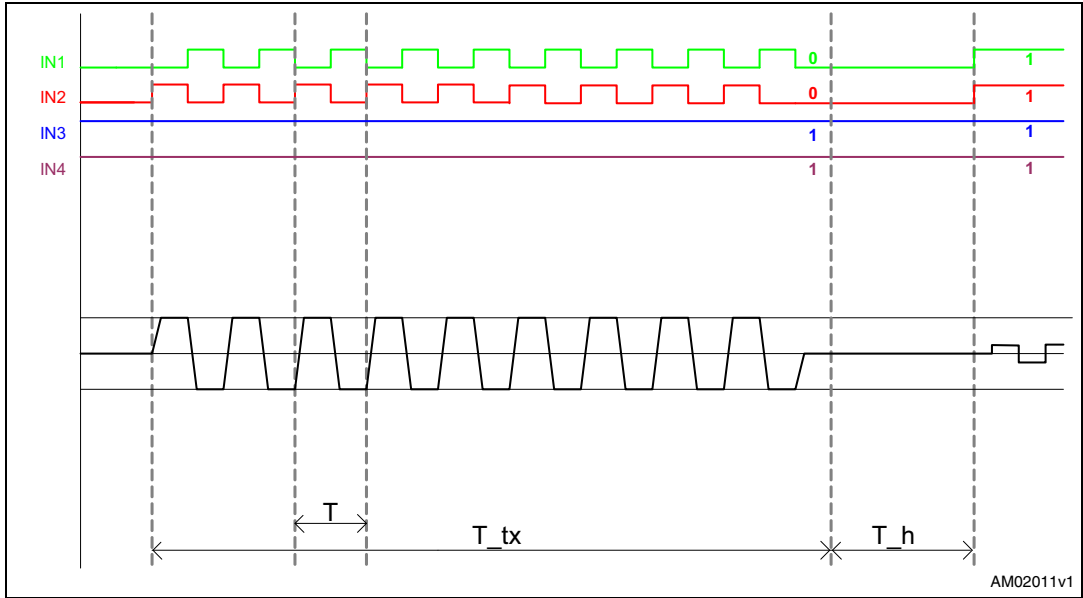 IN1 0 1
IN2 0 1
IN3 1 1
IN4 1 1
T
T_tx T_h
AM02011v1